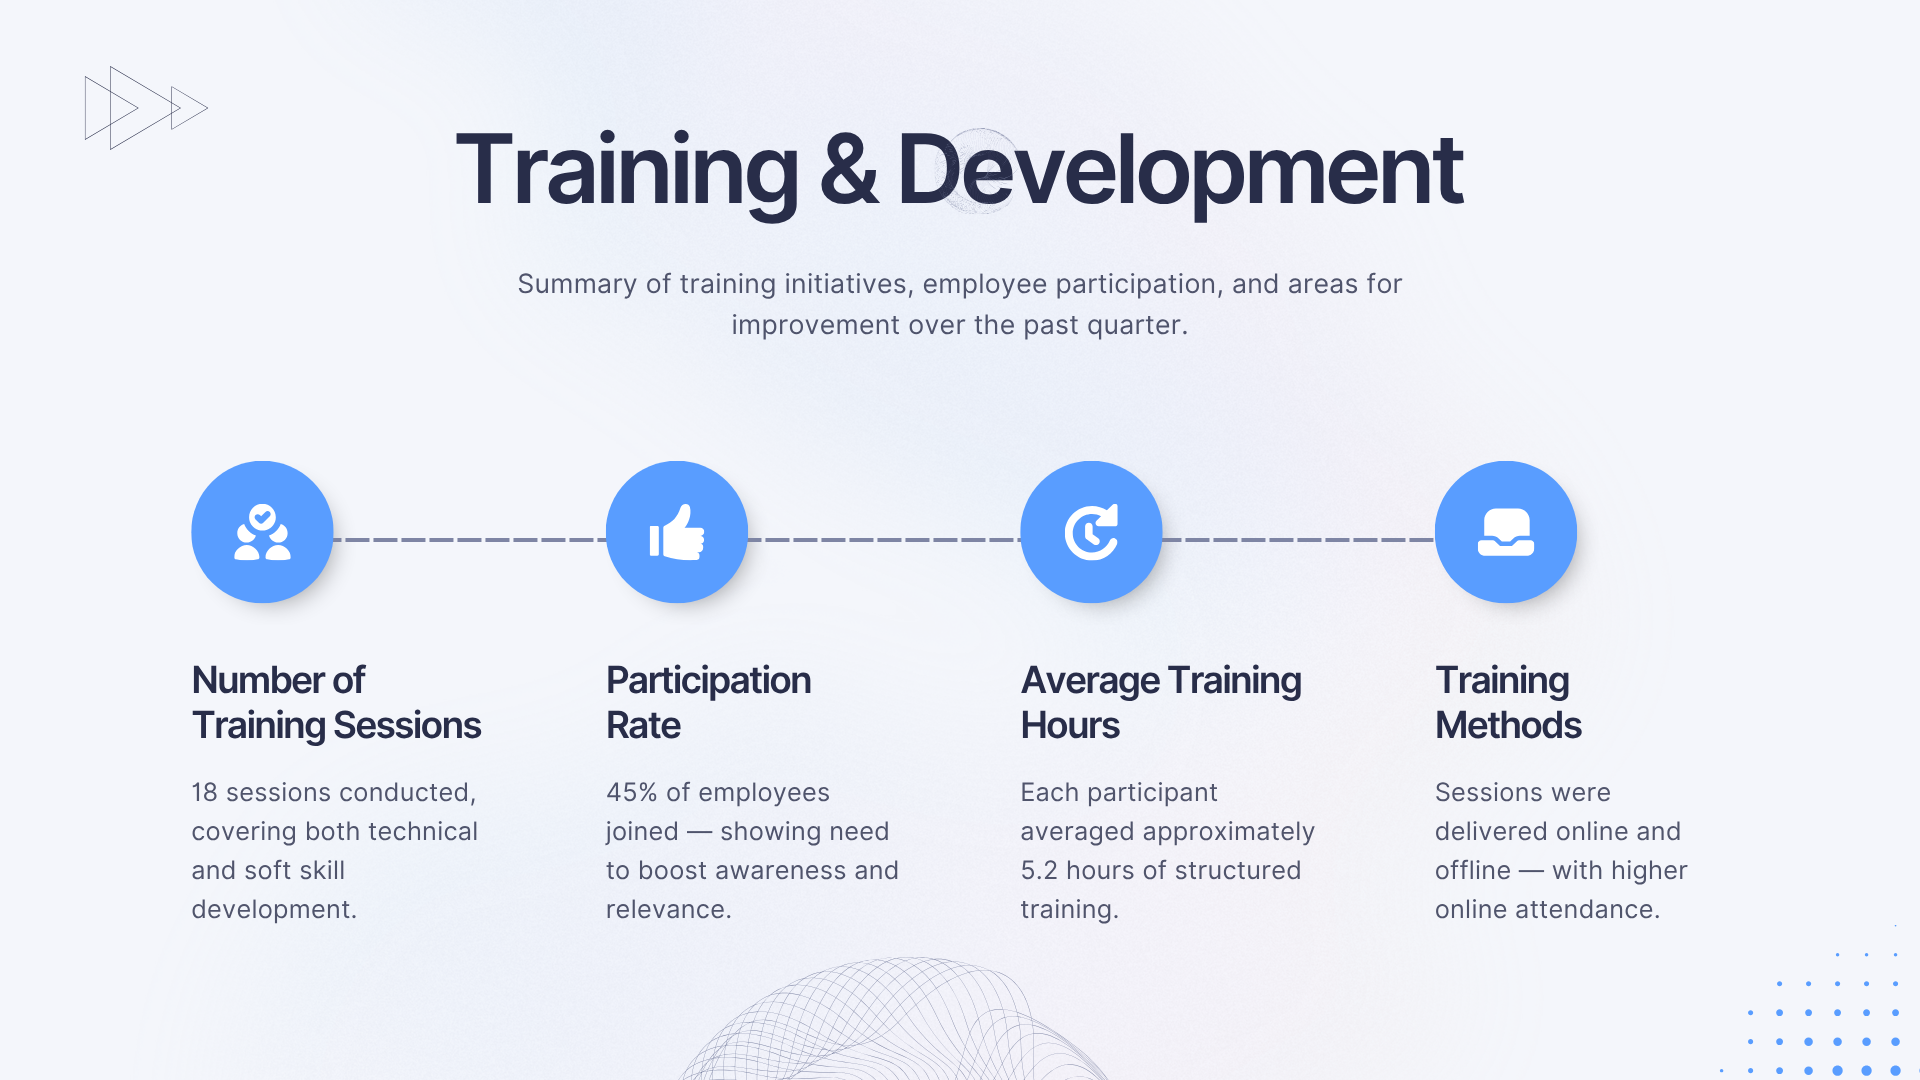 Training & Development
Summary of training initiatives, employee participation, and areas for
improvement over the past quarter.
Number of
Training Sessions
18 sessions conducted,
covering both technical
and soft skill
development.
Participation
Rate
45% of employees
joined — showing need
to boost awareness and
relevance.
Average Training
Hours
Each participant
averaged approximately
5.2 hours of structured
training.
Training
Methods
Sessions were
delivered online and
offline — with higher
online attendance.